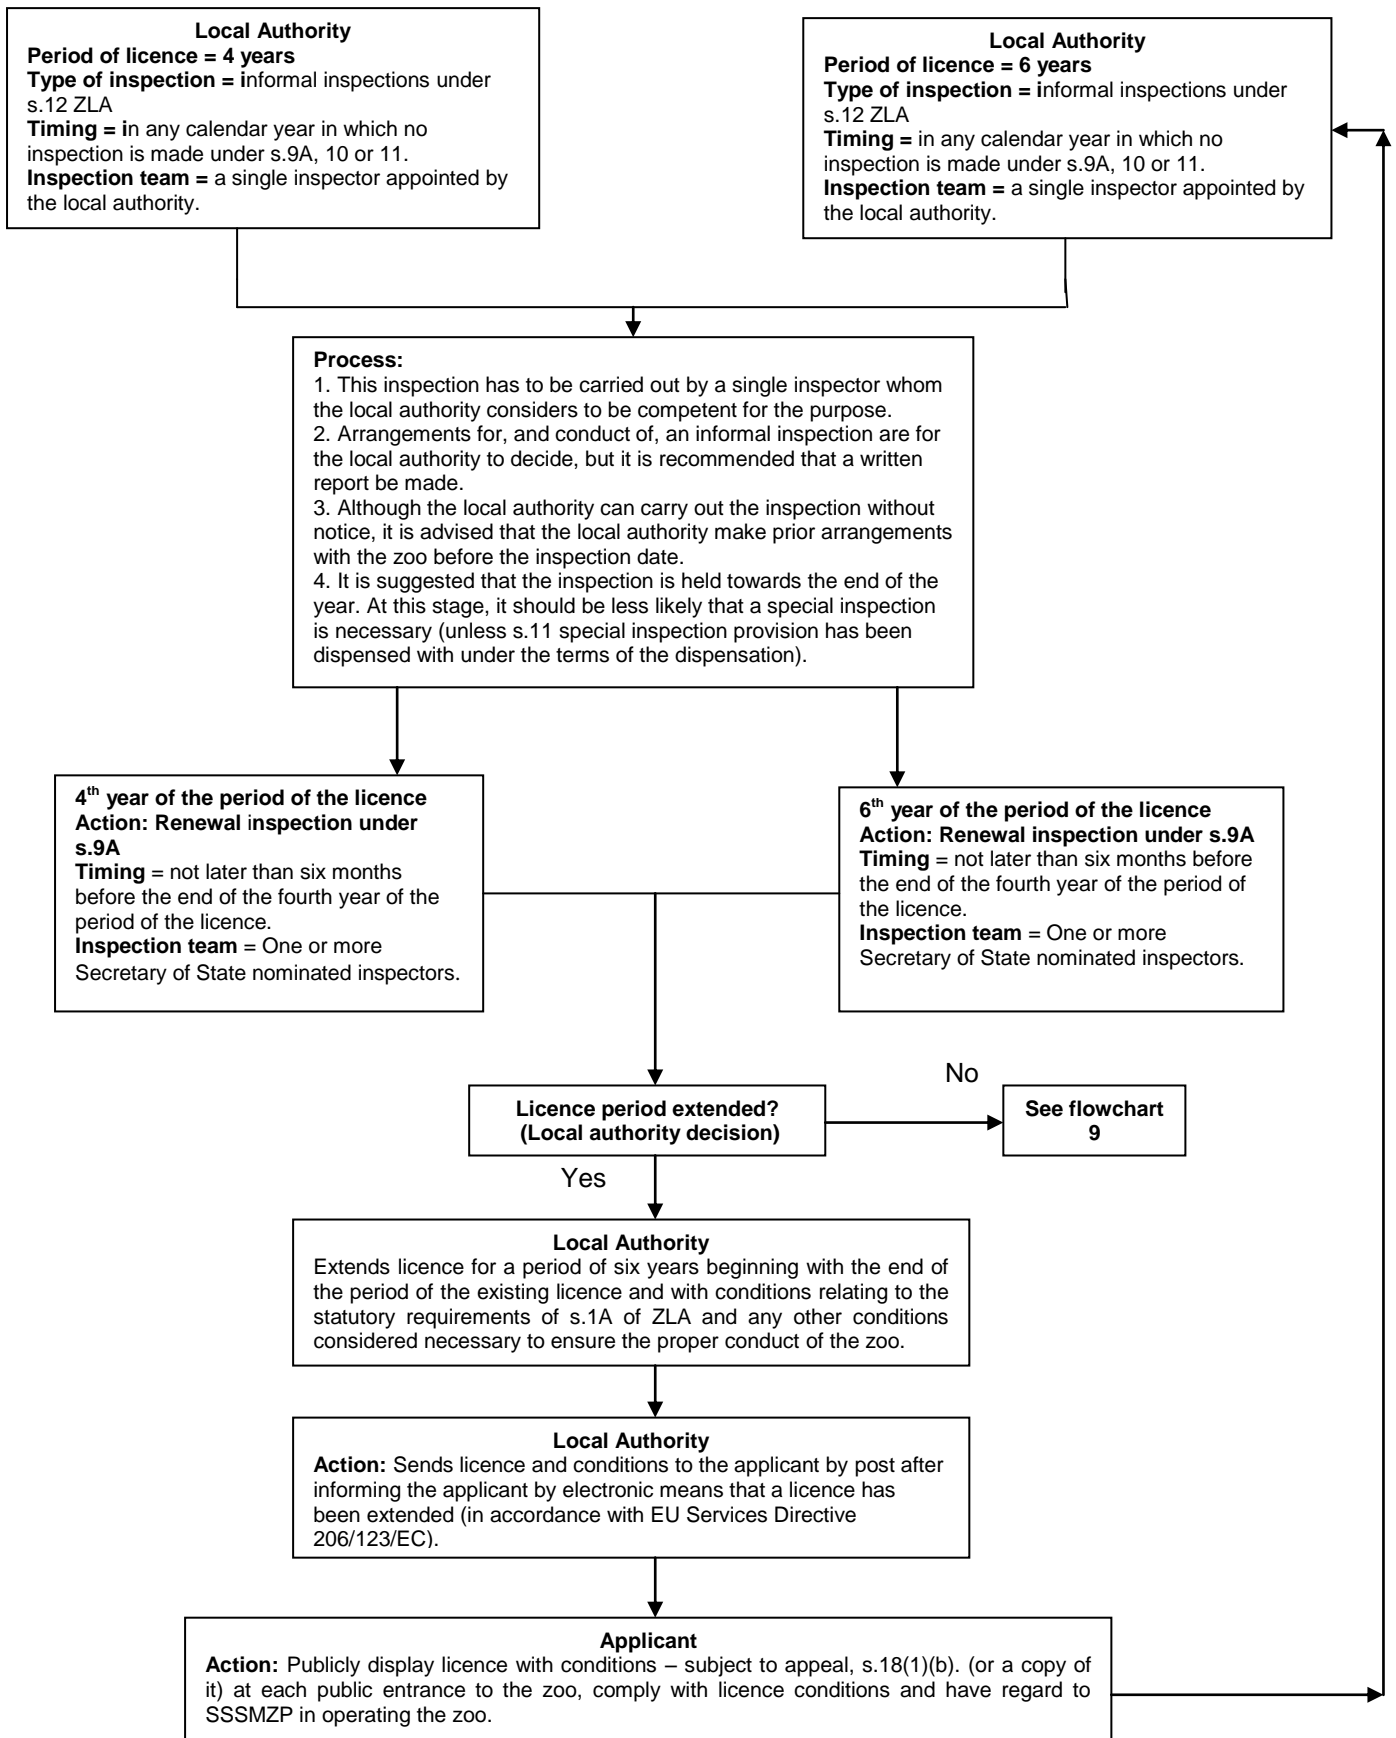 Local Authority
Period of licence = 4 years
Type of inspection = informal inspections under
s.12 ZLA
Timing = in any calendar year in which no
inspection is made under s.9A, 10 or 11.
Inspection team = a single inspector appointed by
the local authority.
Local Authority
Period of licence = 6 years
Type of inspection = informal inspections under
s.12 ZLA
Timing = in any calendar year in which no
inspection is made under s.9A, 10 or 11.
Inspection team = a single inspector appointed by
the local authority.
Process:
1. This inspection has to be carried out by a single inspector whom
the local authority considers to be competent for the purpose.
2. Arrangements for, and conduct of, an informal inspection are for
the local authority to decide, but it is recommended that a written
report be made.
3. Although the local authority can carry out the inspection without
notice, it is advised that the local authority make prior arrangements
with the zoo before the inspection date.
4. It is suggested that the inspection is held towards the end of the
year. At this stage, it should be less likely that a special inspection
is necessary (unless s.11 special inspection provision has been
dispensed with under the terms of the dispensation).
4th year of the period of the licence
Action: Renewal inspection under
s.9A
Timing = not later than six months
before the end of the fourth year of the
period of the licence.
Inspection team = One or more
Secretary of State nominated inspectors.
6th year of the period of the licence
Action: Renewal inspection under s.9A
Timing = not later than six months before
the end of the fourth year of the period of
the licence.
Inspection team = One or more
Secretary of State nominated inspectors.
Licence period extended?
(Local authority decision)
No
See flowchart
9
Yes
Local Authority
Extends licence for a period of six years beginning with the end of
the period of the existing licence and with conditions relating to the
statutory requirements of s.1A of ZLA and any other conditions
considered necessary to ensure the proper conduct of the zoo.
Local Authority
Action: Sends licence and conditions to the applicant by post after
informing the applicant by electronic means that a licence has
been extended (in accordance with EU Services Directive
206/123/EC).
Applicant
Action: Publicly display licence with conditions – subject to appeal, s.18(1)(b). (or a copy of
it) at each public entrance to the zoo, comply with licence conditions and have regard to
SSSMZP in operating the zoo.